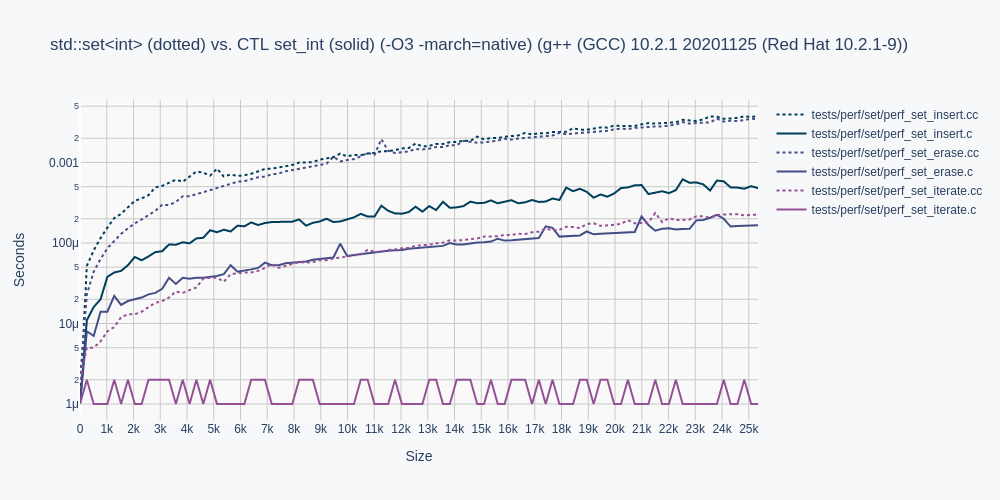 std::set<int> (dotted) vs. CTL set_int (solid) (-O3 -march=native) (g++ (GCC) 10.2.1 20201125 (Red Hat 10.2.1-9))
5
2
0.001
5
2
100μ
5
2
10μ
5
2
1μ
Seconds
0 1k 2k 3k 4k 5k 6k 7k 8k 9k 10k 11k 12k 13k 14k 15k 16k 17k 18k 19k 20k 21k 22k 23k 24k 25k
Size
tests/perf/set/perf_set_insert.cc
tests/perf/set/perf_set_insert.c
tests/perf/set/perf_set_erase.cc
tests/perf/set/perf_set_erase.c
tests/perf/set/perf_set_iterate.cc
tests/perf/set/perf_set_iterate.c